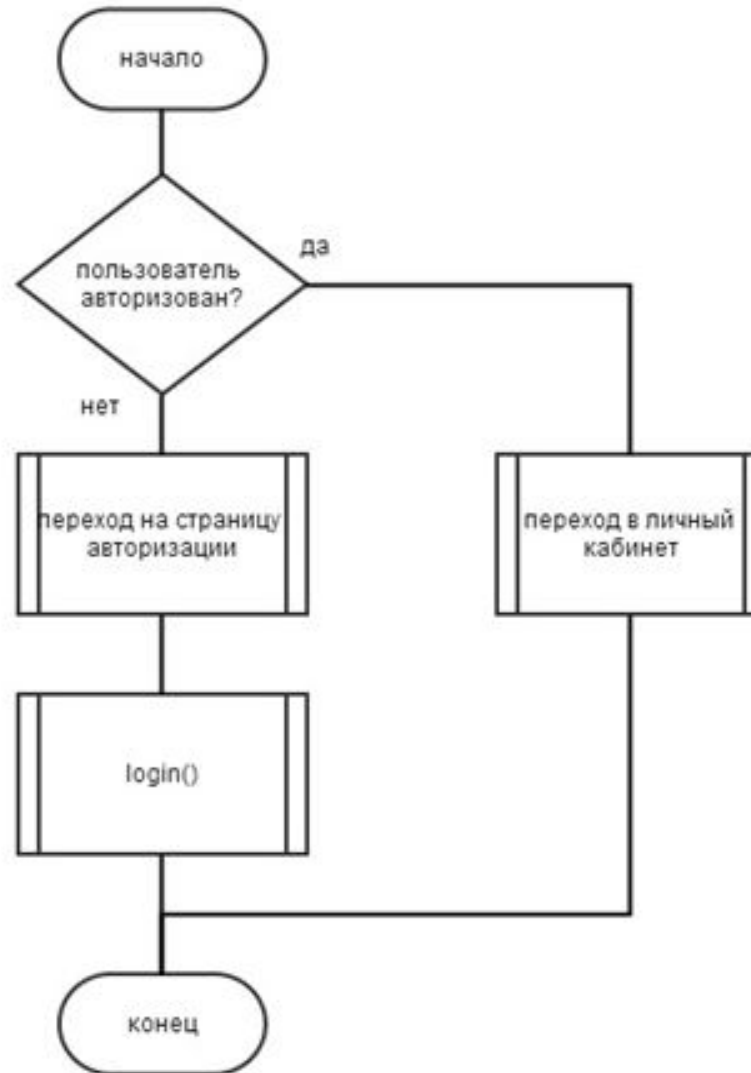 начало
пользователь
авторизован?
да
нет
переход на страницу
авторизации
переход в личный
кабинет
login()
конец